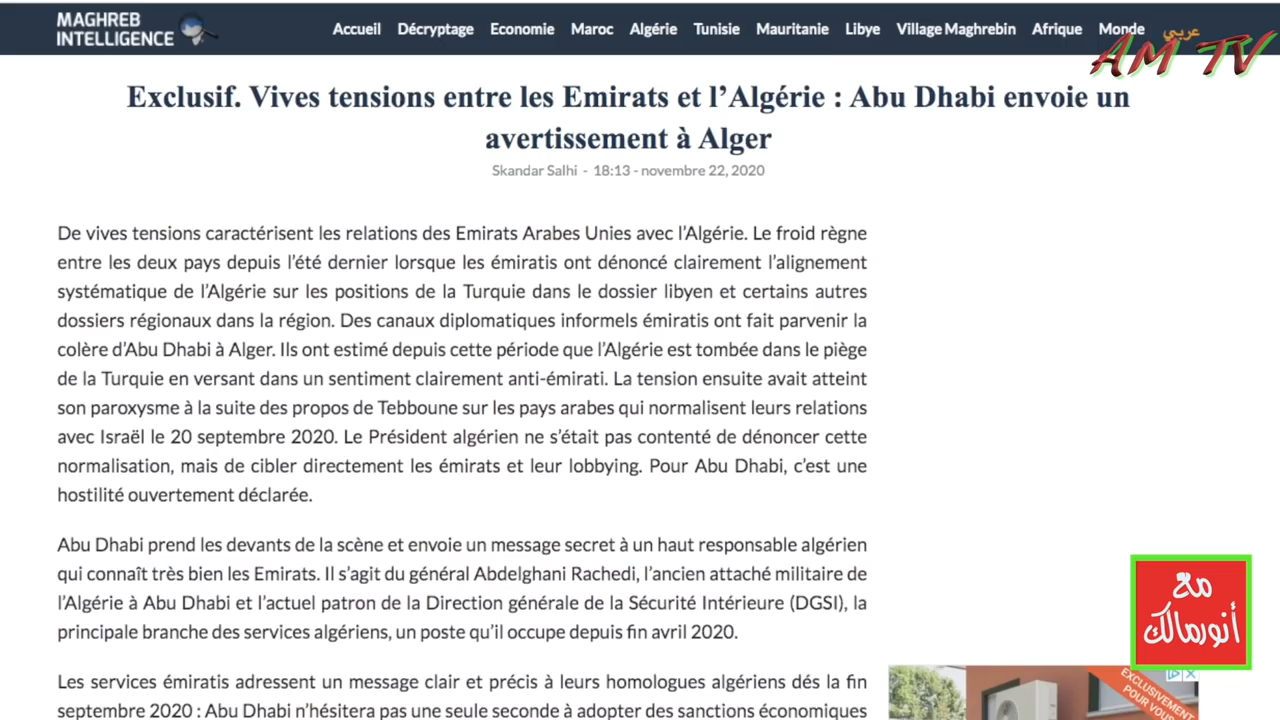 MAGHREB
INTELLIGENCE
Accueil Décryptage Economie Maroc Algérie Tunisie Mauritanie Libye Village Maghrebin Afrique Monde عربي
AM TV
Exclusif. Vives tensions entre les Emirats et l’Algérie : Abu Dhabi envoie un
avertissement à Alger
Skandar Salhi - 18:13 - novembre 22, 2020
De vives tensions caractérisent les relations des Emirats Arabes Unies avec l’Algérie. Le froid règne
entre les deux pays depuis l’été dernier lorsque les émiratis ont dénoncé clairement l’alignement
systématique de l’Algérie sur les positions de la Turquie dans le dossier libyen et certains autres
dossiers régionaux dans la région. Des canaux diplomatiques informels émiratis ont fait parvenir la
colère d’Abu Dhabi à Alger. Ils ont estimé depuis cette période que l’Algérie est tombée dans le piège
de la Turquie en versant dans un sentiment clairement anti-émirati. La tension ensuite avait atteint
son paroxysme à la suite des propos de Tebboune sur les pays arabes qui normalisent leurs relations
avec Israël le 20 septembre 2020. Le Président algérien ne s’était pas contenté de dénoncer cette
normalisation, mais de cibler directement les émirats et leur lobbying. Pour Abu Dhabi, c’est une
hostilité ouvertement déclarée.
Abu Dhabi prend les devants de la scène et envoie un message secret à un haut responsable algérien
qui connaît très bien les Emirats. Il s’agit du général Abdelghani Rachedi, l’ancien attaché militaire de
l’Algérie à Abu Dhabi et l’actuel patron de la Direction générale de la Sécurité Intérieure (DGSI), la
principale branche des services algériens, un poste qu’il occupe depuis fin avril 2020.
Les services émiratis adressent un message clair et précis à leurs homologues algériens dés la fin
septembre 2020 : Abu Dhabi n’hésitera pas une seule seconde à adopter des sanctions économiques
مع
أنورمالك
EXCLUSIVEMENT
POUR VOUS